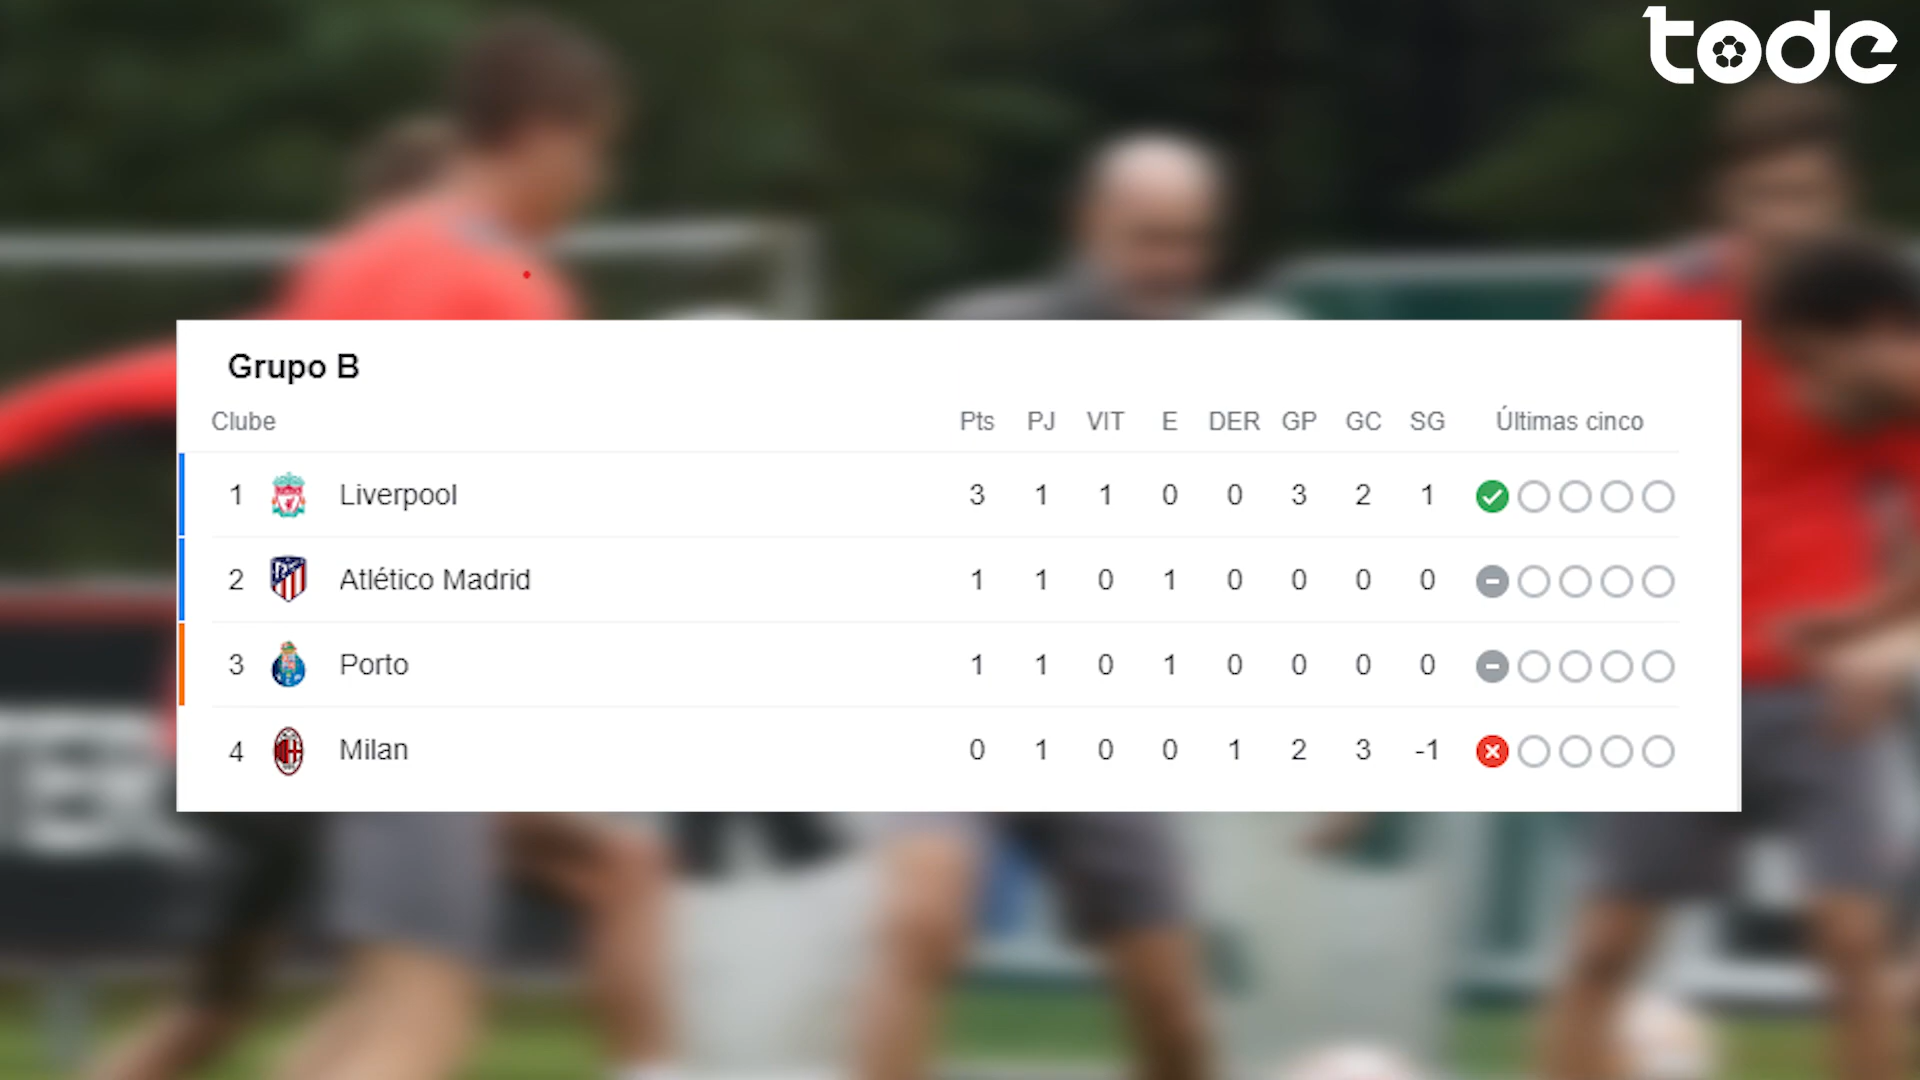 tode
Grupo B
Clube Pts PJ VIT E DER GP GC SG Últimas cinco
1 Liverpool 3 1 1 0 0 3 2 1
2 Atlético Madrid 1 1 0 1 0 0 0 0
3 Porto 1 1 0 1 0 0 0 0
4 Milan 0 1 0 0 1 2 3 -1